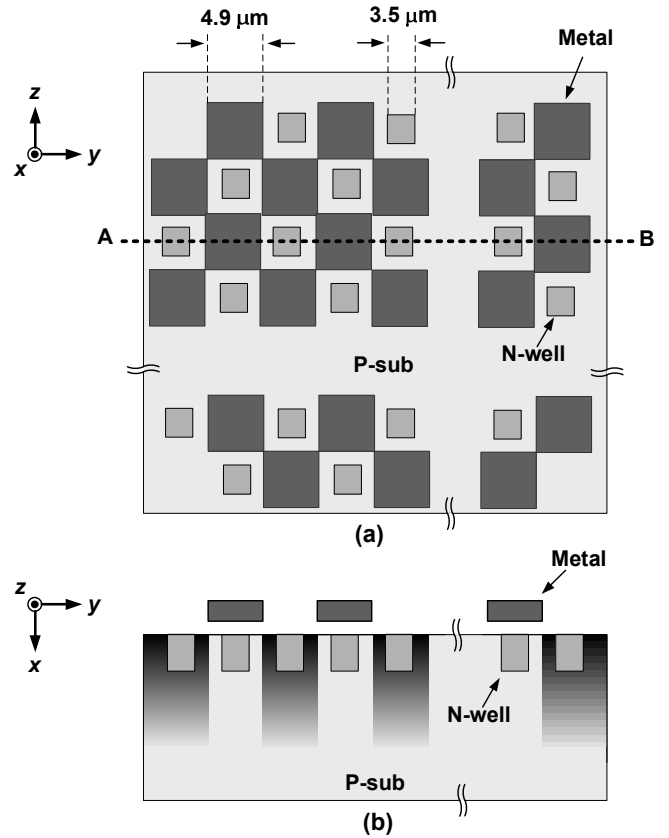 4.9 μm
3.5 μm
Metal
z
x
y
A
B
N-well
P-sub
(a)
Metal
z
y
x
N-well
P-sub
(b)